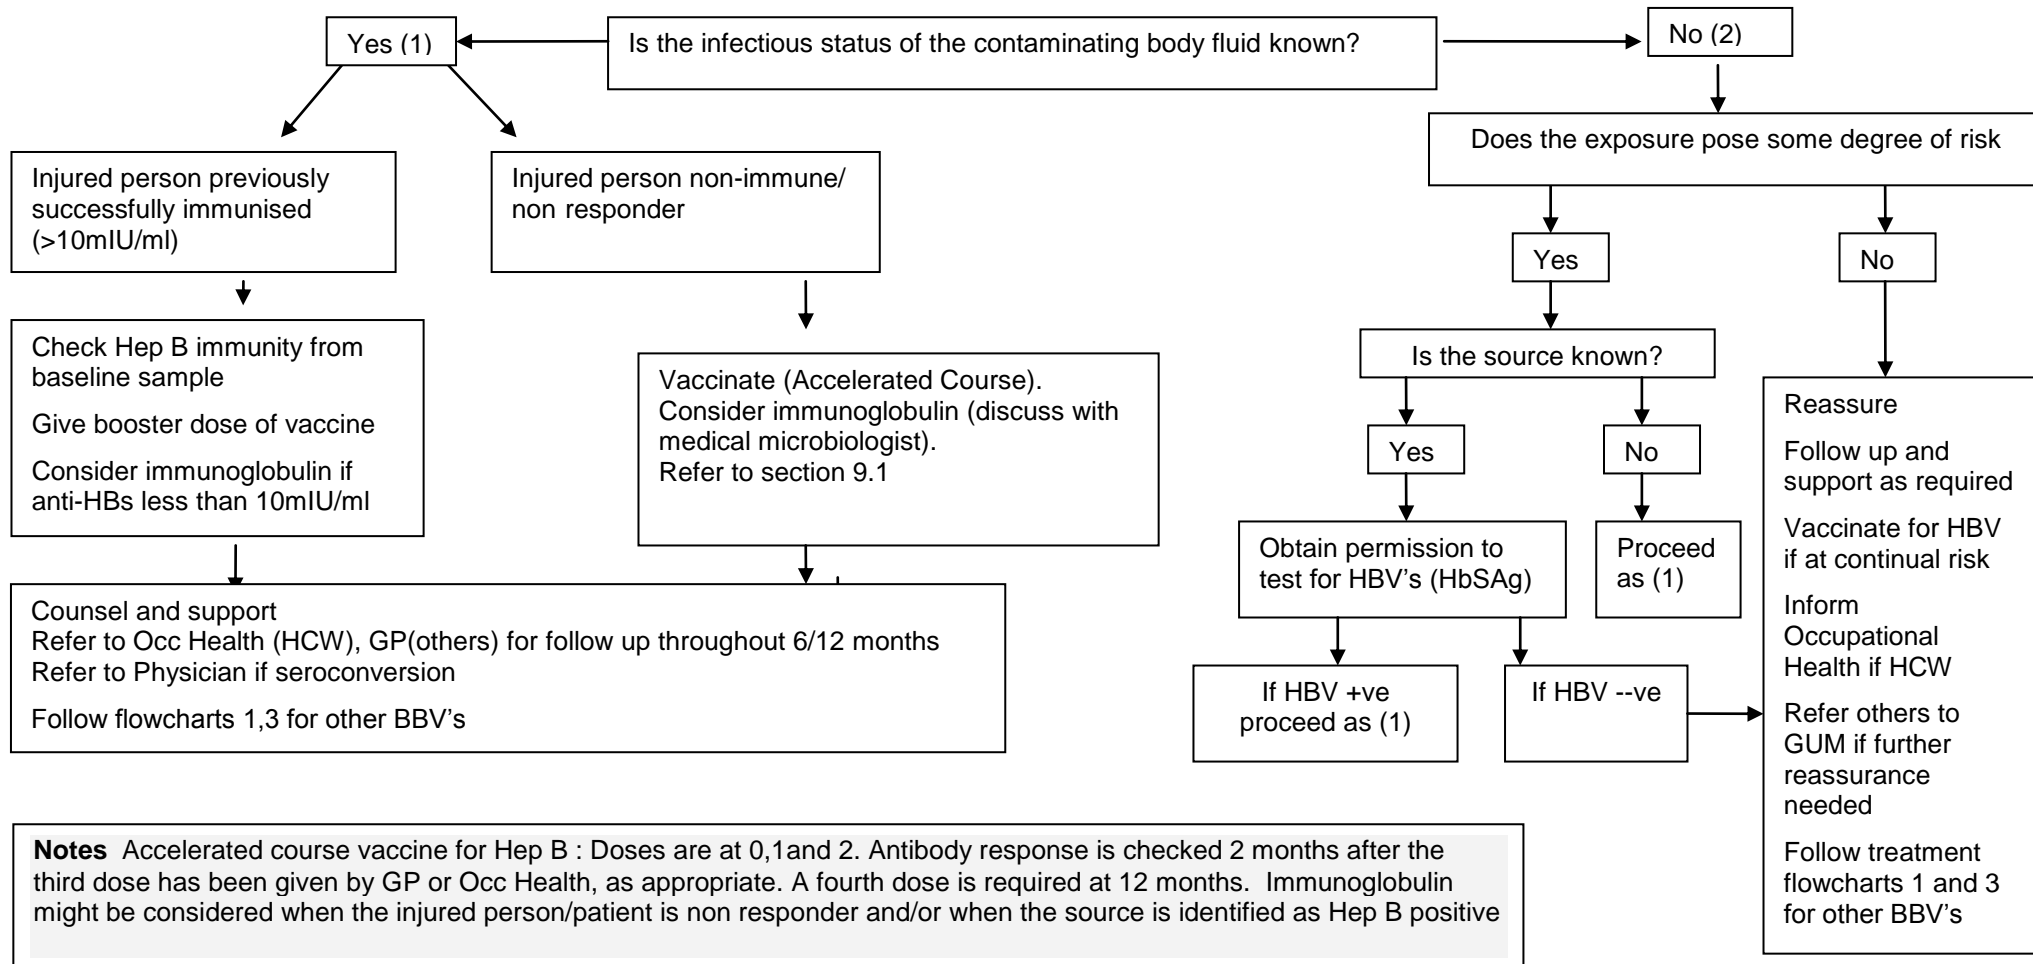 Yes (1)
Is the infectious status of the contaminating body fluid known?
No (2)
Injured person previously
successfully immunised
(>10mIU/ml)
Injured person non-immune/
non responder
Does the exposure pose some degree of risk
Yes
No
Check Hep B immunity from
baseline sample
Give booster dose of vaccine
Consider immunoglobulin if
anti-HBs less than 10mIU/ml
Vaccinate (Accelerated Course).
Consider immunoglobulin (discuss with
medical microbiologist).
Refer to section 9.1
Is the source known?
Yes
No
Obtain permission to
test for HBV's (HbSAg)
Proceed
as (1)
Counsel and support
Refer to Occ Health (HCW), GP(others) for follow up throughout 6/12 months
Refer to Physician if seroconversion
Follow flowcharts 1,3 for other BBV's
If HBV +ve
proceed as (1)
If HBV --ve
Reassure
Follow up and
support as required
Vaccinate for HBV
if at continual risk
Inform
Occupational
Health if HCW
Refer others to
GUM if further
reassurance
needed
Follow treatment
flowcharts 1 and 3
for other BBV's
Notes Accelerated course vaccine for Hep B : Doses are at 0,1and 2. Antibody response is checked 2 months after the
third dose has been given by GP or Occ Health, as appropriate. A fourth dose is required at 12 months. Immunoglobulin
might be considered when the injured person/patient is non responder and/or when the source is identified as Hep B positive